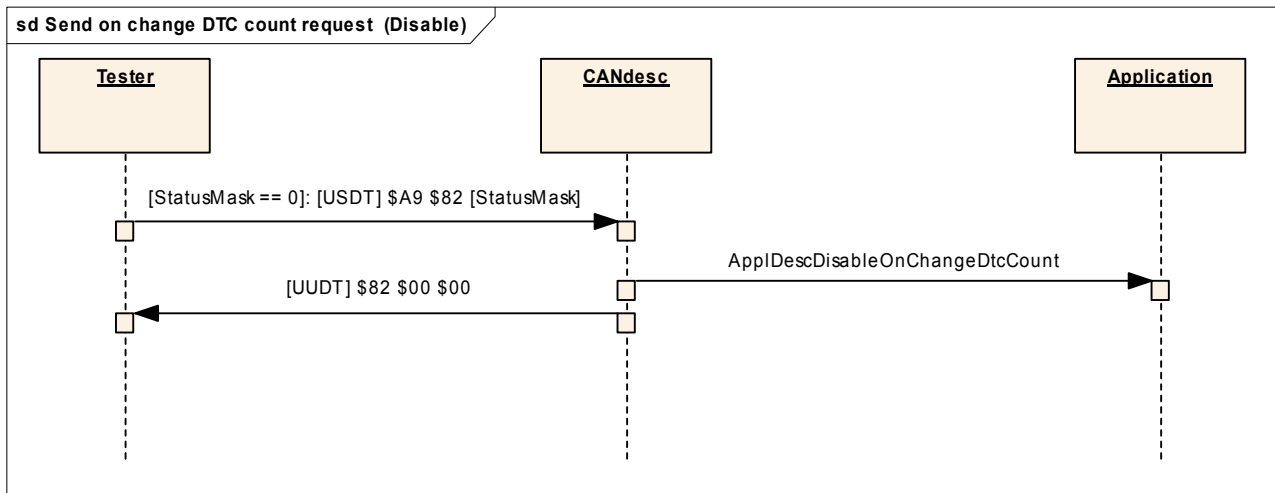 sd Send on change DTC count request (Disable)
Tester
CANdesc
Application
[StatusMask == 0]: [USDT] $A9 $82 [StatusMask]
ApplDescDisableOnChangeDtcCount
[UUDT] $82 $00 $00